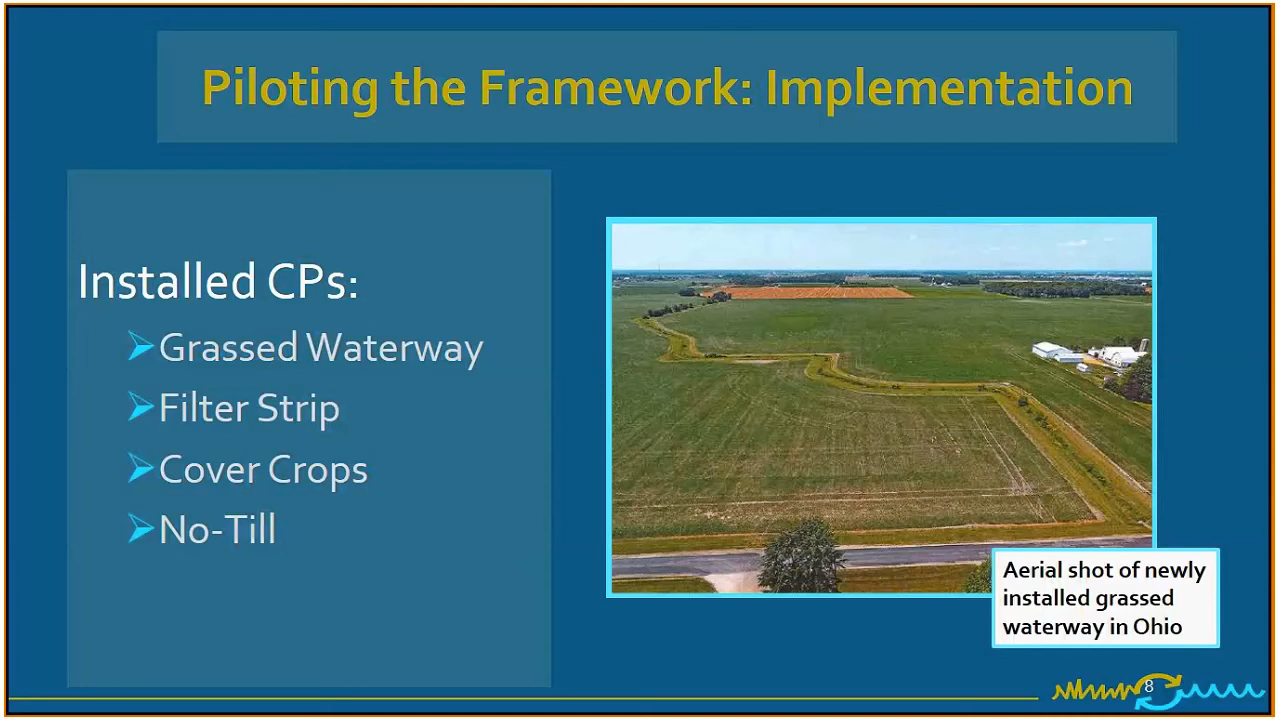 Piloting the Framework: Implementation
Installed CPs:
Grassed Waterway
Filter Strip
Cover Crops
No-Till
Aerial shot of newly
installed grassed
waterway in Ohio
8